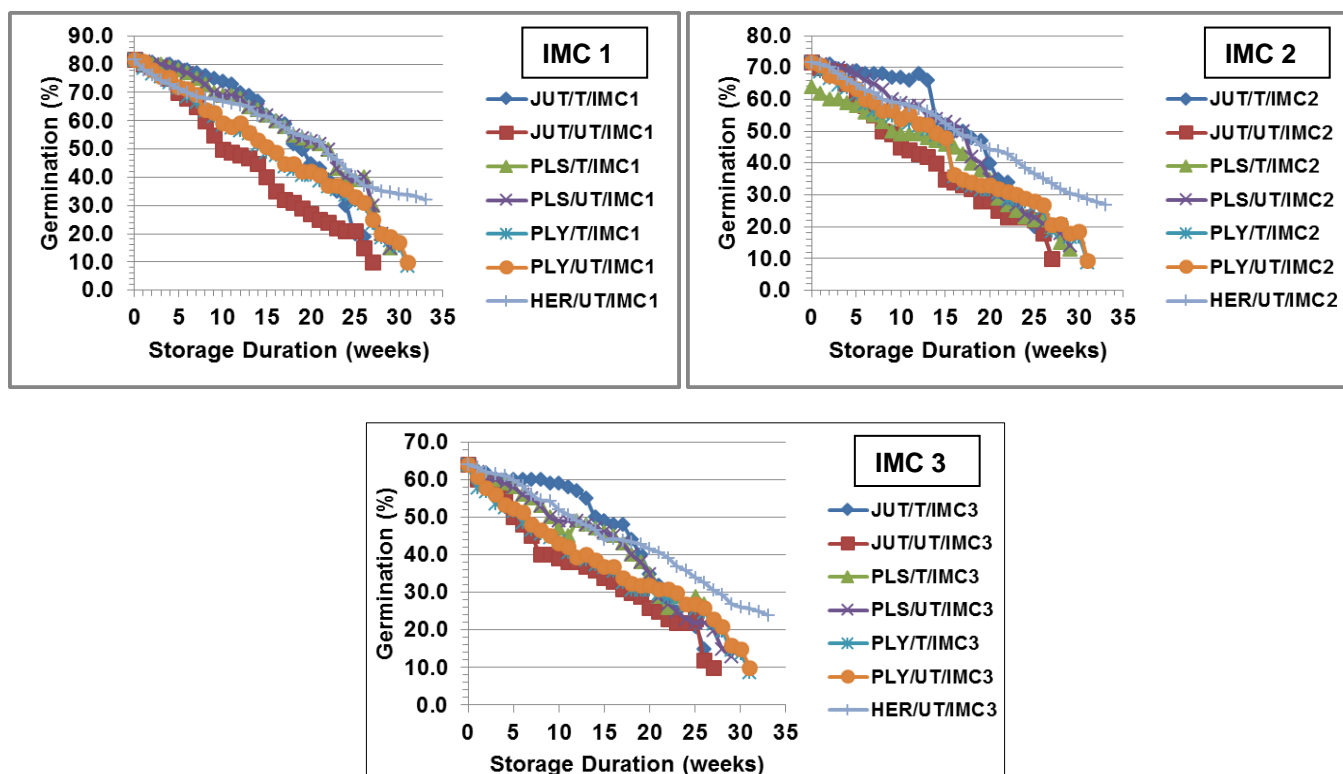 IMC 1
90.0
80.0
70.0
60.0
50.0
40.0
30.0
20.0
10.0
0.0
Germination (%)
0 5 10 15 20 25 30 35
Storage Duration (weeks)
JUT/T/IMC1
JUT/UT/IMC1
PLS/T/IMC1
PLS/UT/IMC1
PLY/T/IMC1
PLY/UT/IMC1
HER/UT/IMC1
IMC 2
80.0
70.0
60.0
50.0
40.0
30.0
20.0
10.0
0.0
Germination (%)
0 5 10 15 20 25 30 35
Storage Duration (weeks)
JUT/T/IMC2
JUT/UT/IMC2
PLS/T/IMC2
PLS/UT/IMC2
PLY/T/IMC2
PLY/UT/IMC2
HER/UT/IMC2
IMC 3
70.0
60.0
50.0
40.0
30.0
20.0
10.0
0.0
Germination (%)
0 5 10 15 20 25 30 35
Storage Duration (weeks)
JUT/T/IMC3
JUT/UT/IMC3
PLS/T/IMC3
PLS/UT/IMC3
PLY/T/IMC3
PLY/UT/IMC3
HER/UT/IMC3